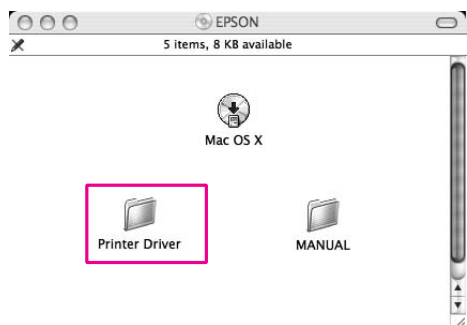 EPSON
5 items, 8 KB available
Mac OS X
Printer Driver
MANUAL